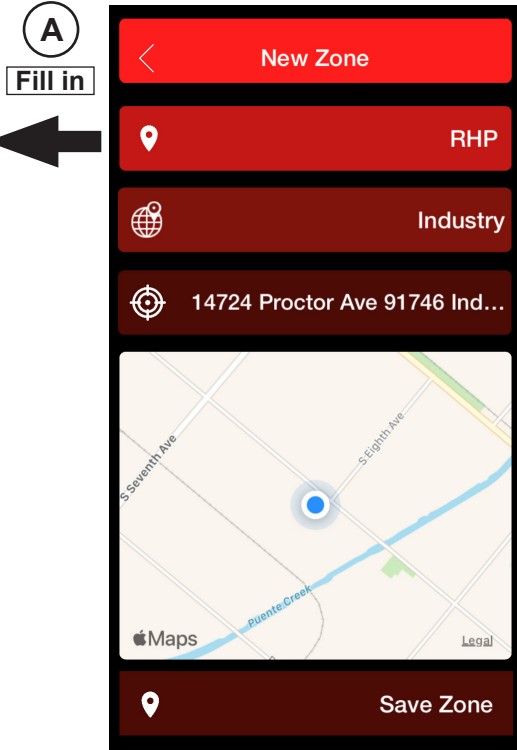 A
Fill in
New Zone
RHP
Industry
14724 Proctor Ave 91746 Ind...
S Seventh Ave
S Eighth Ave
Puente Creek
Maps
Legal
Save Zone